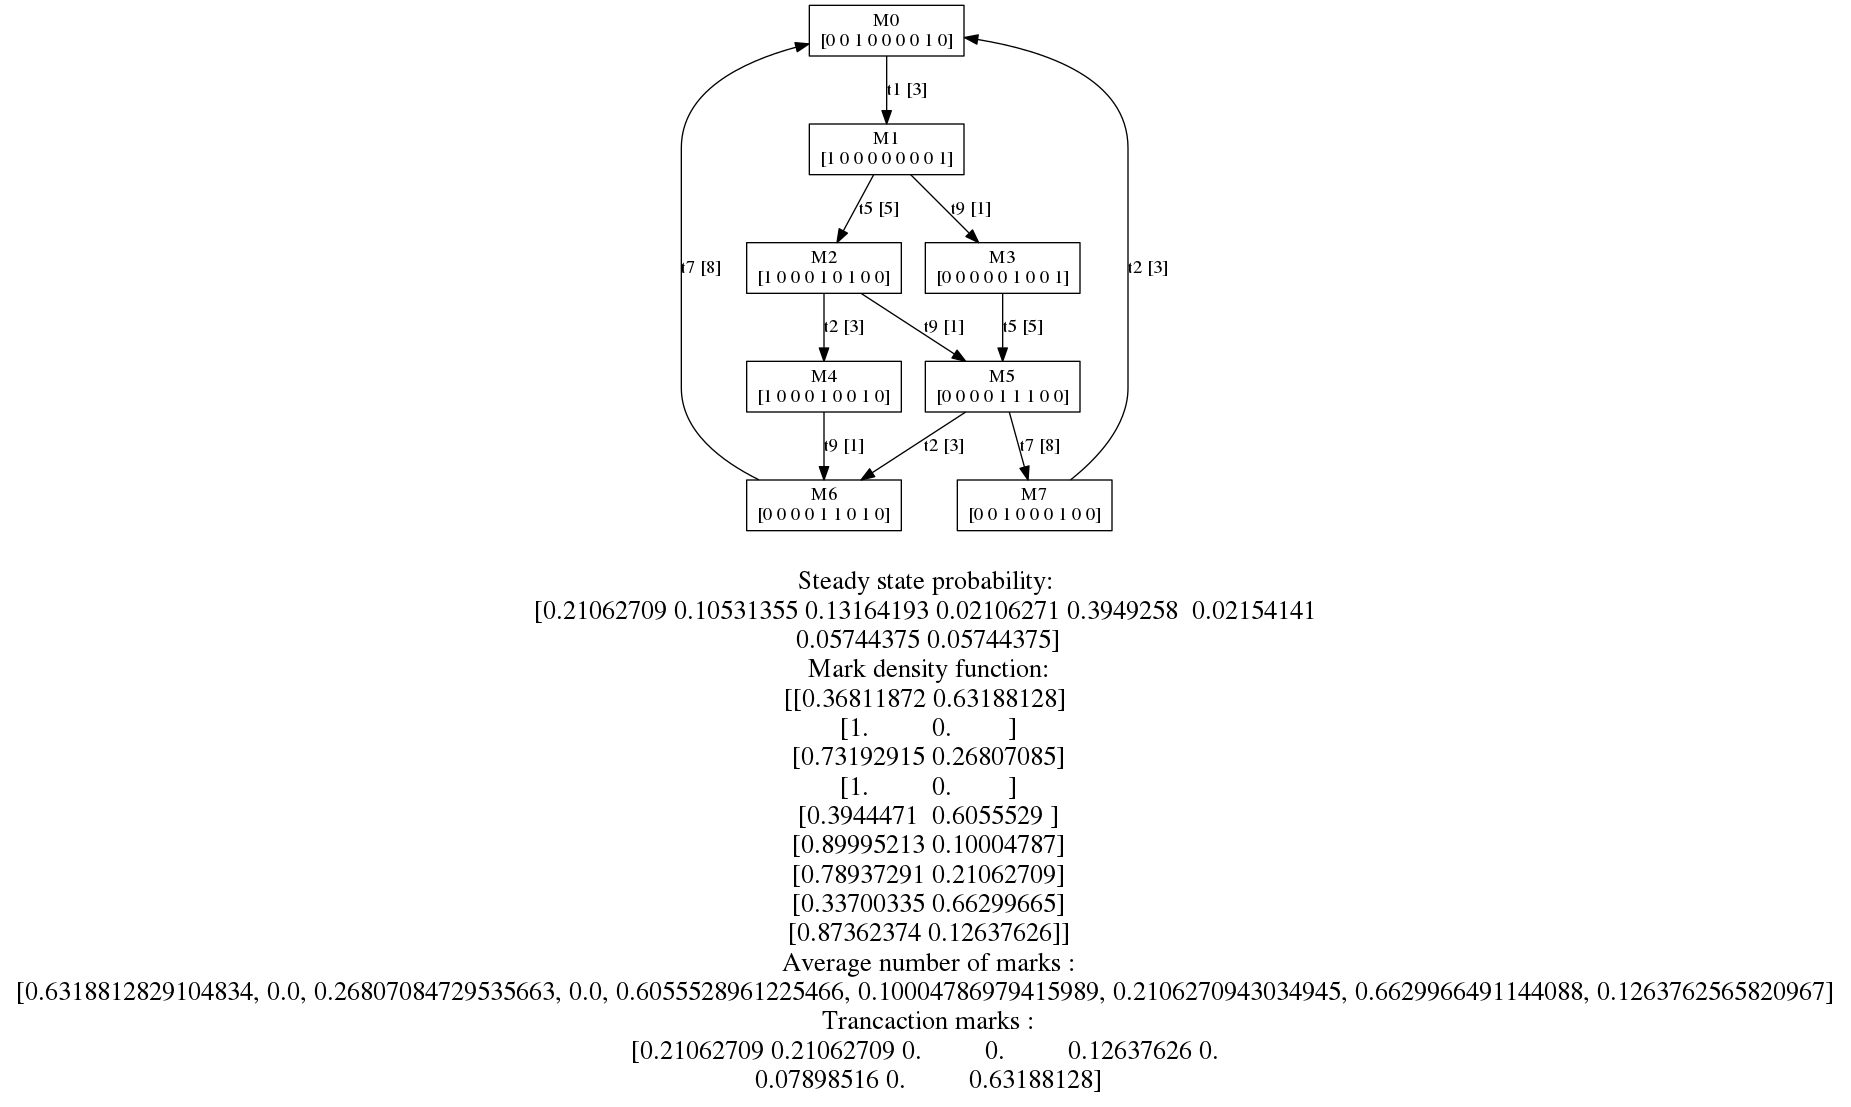 M0
[0 0 1 0 0 0 0 1 0]
t1 [3]
M1
[1 0 0 0 0 0 0 0 1]
t5 [5]
t9 [1]
M2
[1 0 0 0 1 0 1 0 0]
M3
[0 0 0 0 0 1 0 0 1]
t7 [8]
t2 [3]
t2 [3]
t9 [1]
t5 [5]
M4
[1 0 0 0 1 0 0 1 0]
M5
[0 0 0 0 1 1 1 0 0]
t9 [1]
t2 [3]
t7 [8]
M6
[0 0 0 0 1 1 0 1 0]
M7
[0 0 1 0 0 0 1 0 0]
Steady state probability:
[0.21062709 0.10531355 0.13164193 0.02106271 0.3949258  0.02154141
0.05744375 0.05744375]
Mark density function:
[[0.36811872 0.63188128]
[1.         0.        ]
[0.73192915 0.26807085]
[1.         0.        ]
[0.3944471  0.6055529 ]
[0.89995213 0.10004787]
[0.78937291 0.21062709]
[0.33700335 0.66299665]
[0.87362374 0.12637626]]
Average number of marks :
[0.6318812829104834, 0.0, 0.26807084729535663, 0.0, 0.6055528961225466, 0.10004786979415989, 0.2106270943034945, 0.6629966491144088, 0.1263762565820967]
Trancaction marks :
[0.21062709 0.21062709 0.         0.         0.12637626 0.
0.07898516 0.         0.63188128]